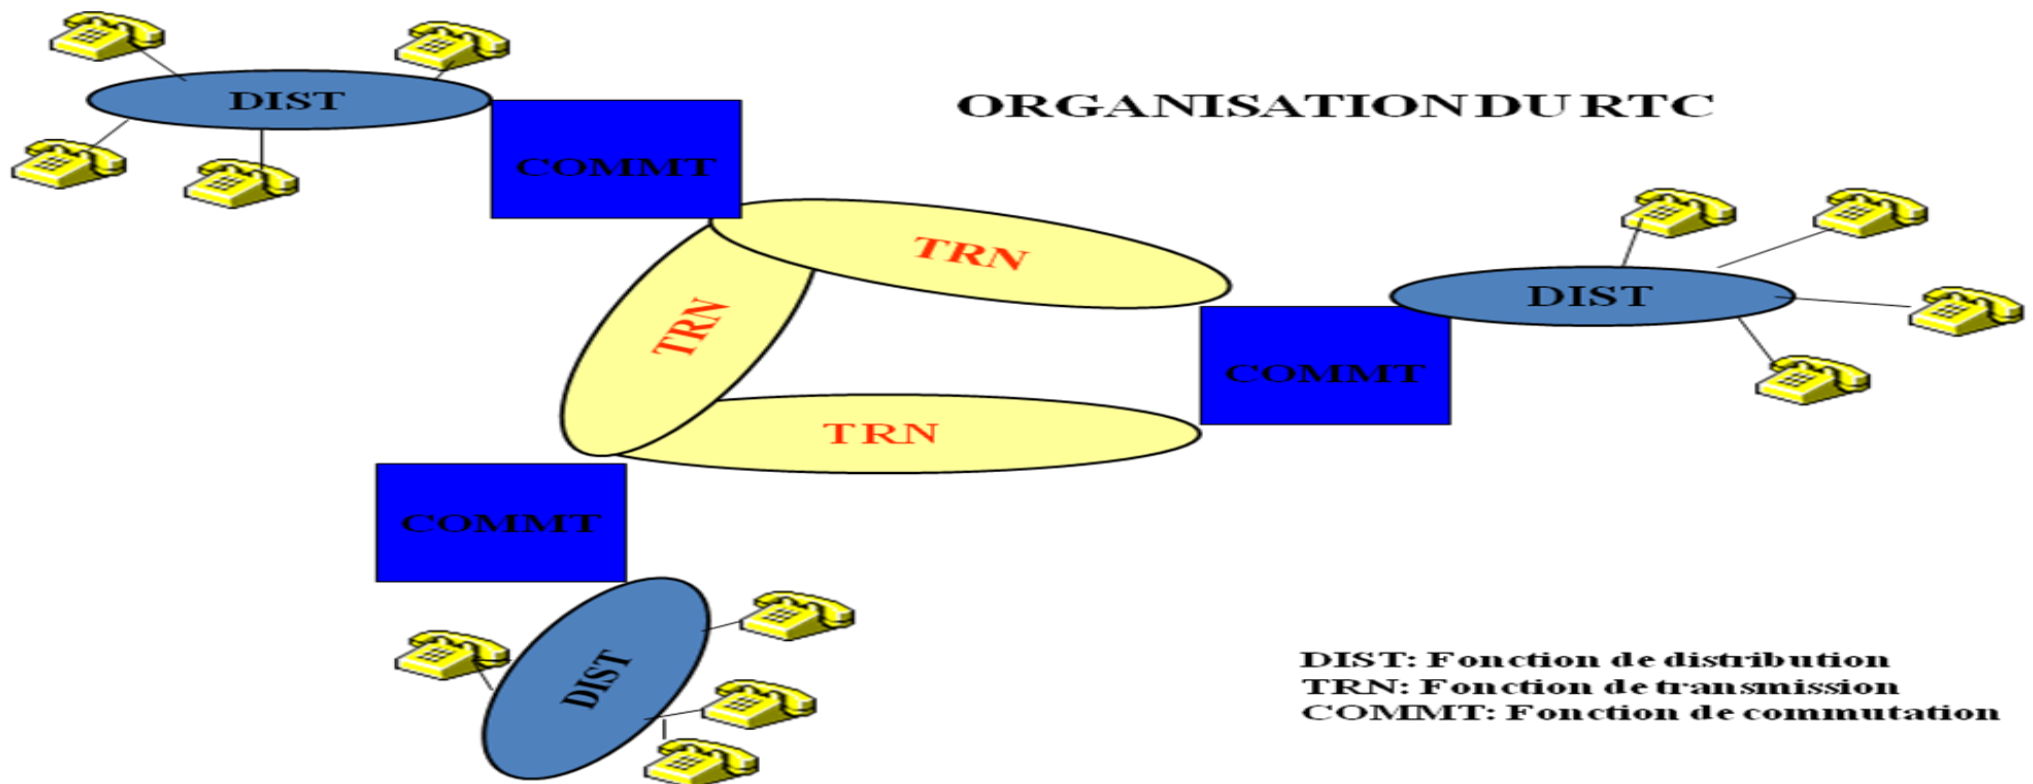 DIST
ORGANISATION DU RTC
COMMT
TRN
DIST
TRN
COMMT
TRN
COMMT
DIST
DIST: Fonction de distribution
TRN: Fonction de transmission
COMMT: Fonction de commutation